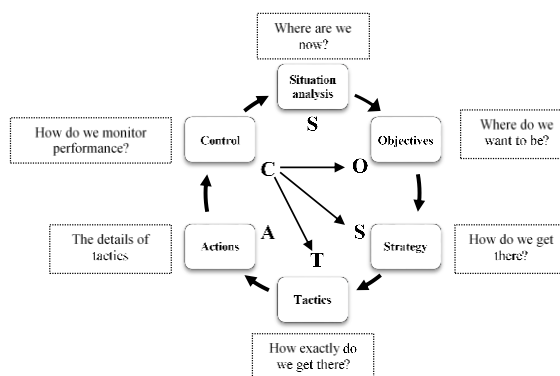 Where are we
now?
Situation
analysis
S
Control
Objectives
How do we monitor
performance?
Where do we
want to be?
C
O
The details of
tactics
Actions
A
S
Strategy
How do we get
there?
T
Tactics
How exactly do
we get there?